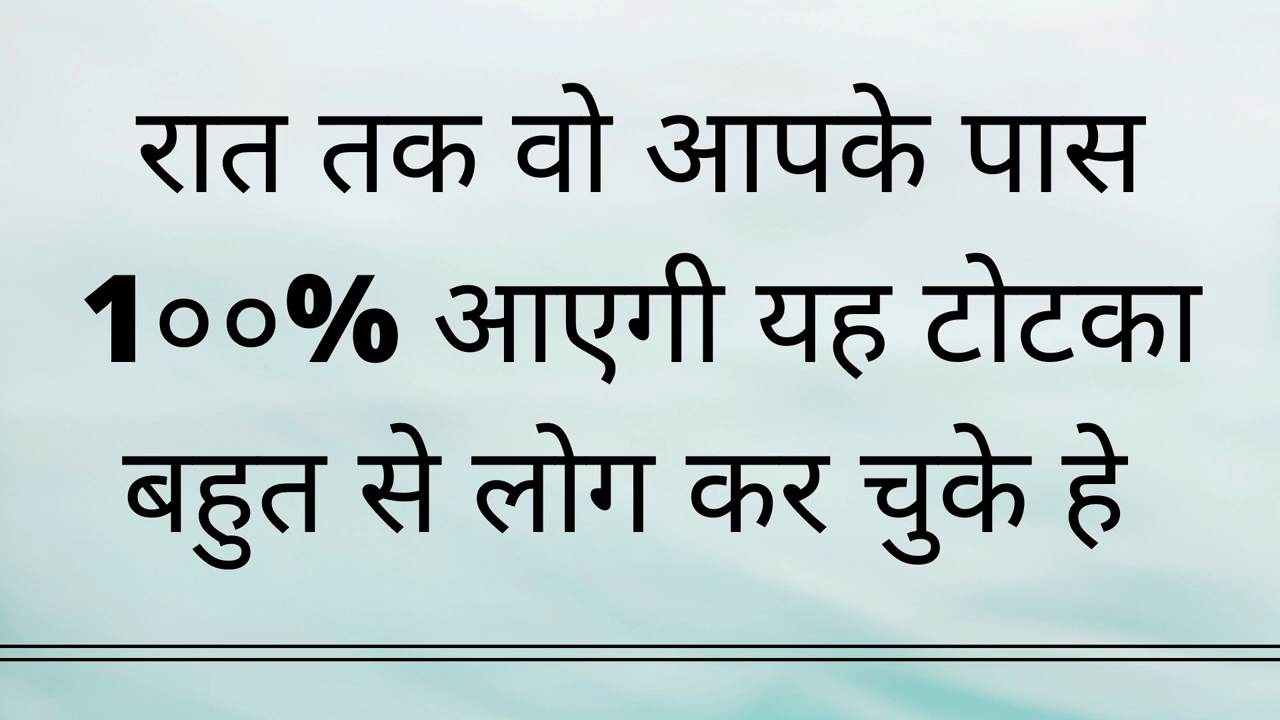 रात तक वो आपके पास
1००% आएगी यह टोटका
बहुत से लोग कर चुके हे